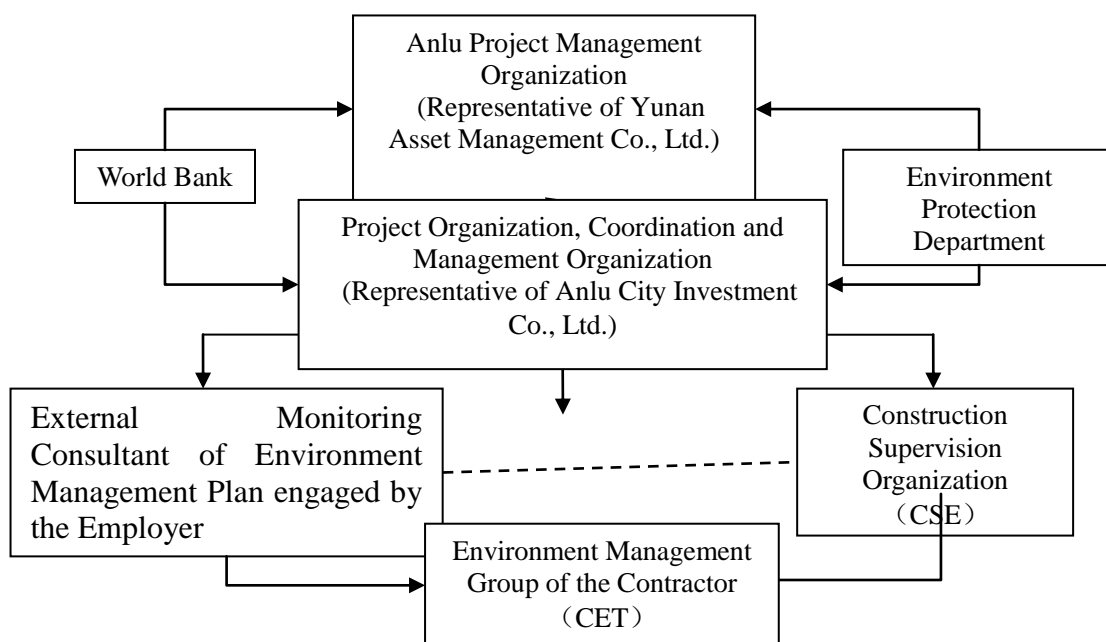 Anlu Project Management
Organization
(Representative of Yunan
Asset Management Co., Ltd.)
World Bank
Environment
Protection
Department
Project Organization, Coordination and
Management Organization
(Representative of Anlu City Investment
Co., Ltd.)
External Monitoring
Consultant of Environment
Management Plan engaged by
the Employer
Construction
Supervision
Organization
（CSE）
Environment Management
Group of the Contractor
（CET）